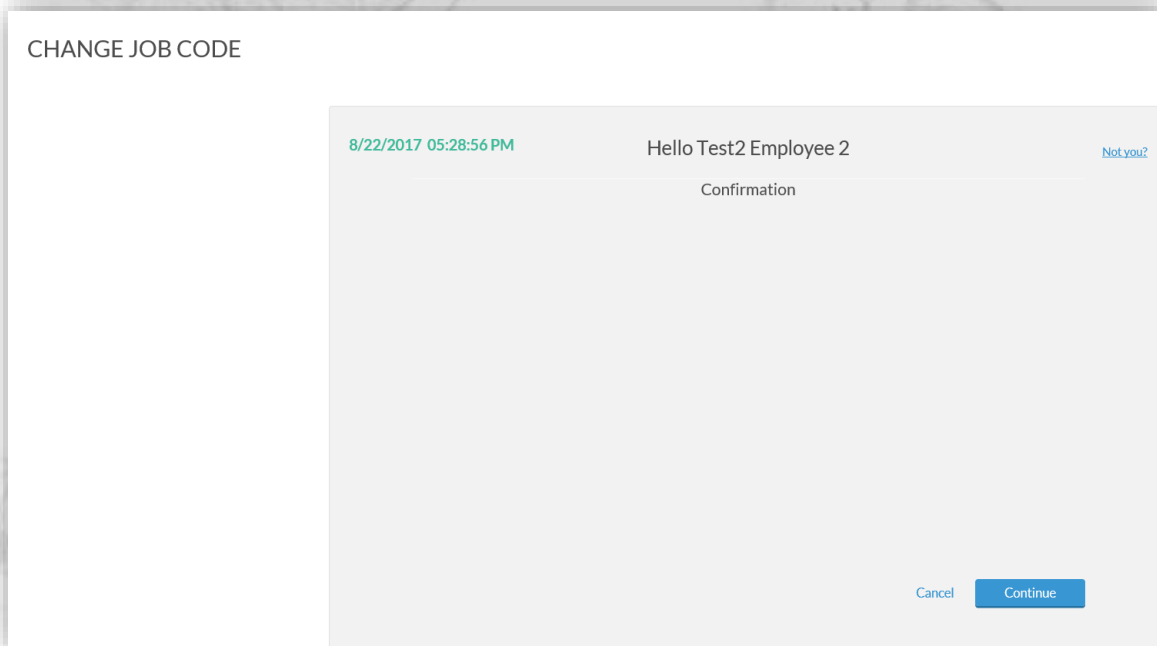 CHANGE JOB CODE
8/22/2017 05:28:56 PM
Hello Test2 Employee 2
Not you?
Confirmation
Cancel
Continue